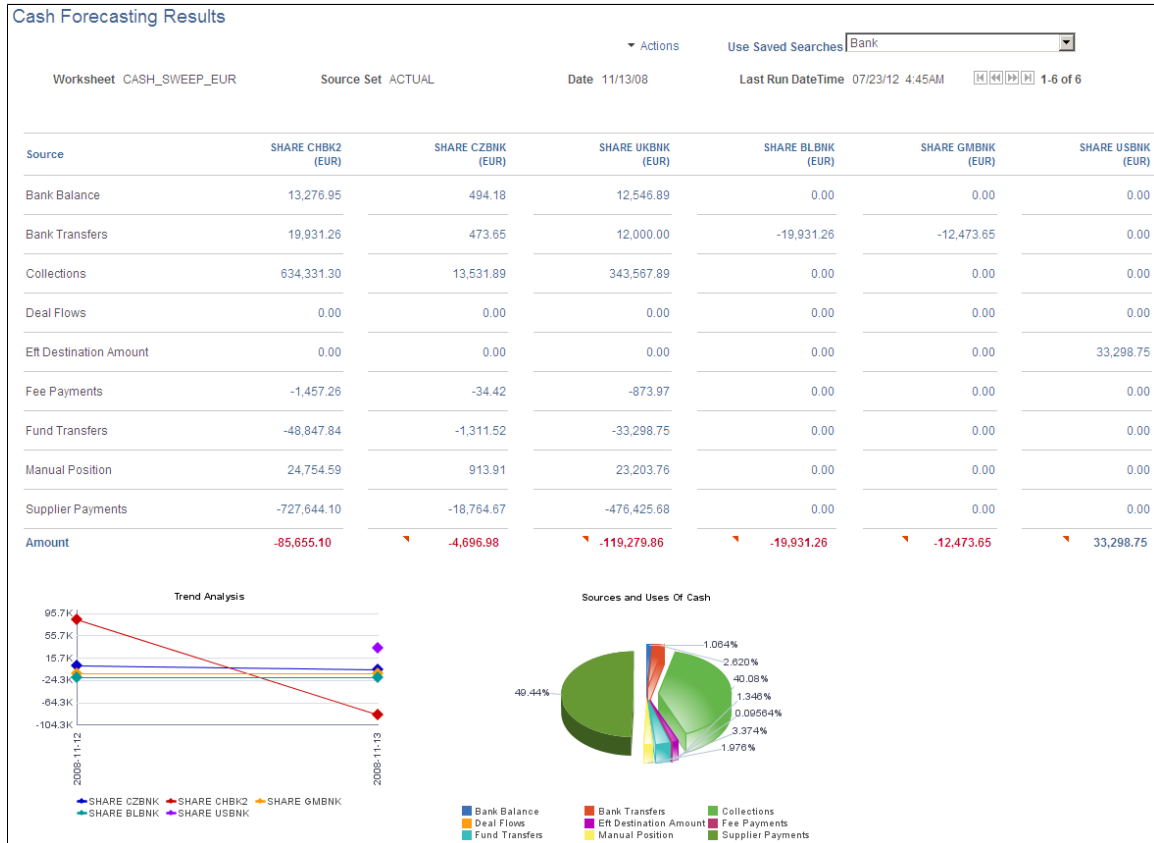 Cash Forecasting Results
Actions Use Saved Searches Bank
Worksheet CASH_SWEEP_EUR Source Set ACTUAL Date 11/13/08 Last Run DateTime 07/23/12 4:45AM 1-6 of 6
Source SHARE CHBK2 (EUR) SHARE CZBNK (EUR) SHARE UKBNK (EUR) SHARE BLBNK (EUR) SHARE GMBNK (EUR) SHARE USBNK (EUR)
Bank Balance 13,276.95 494.18 12,546.89 0.00 0.00 0.00
Bank Transfers 19,931.26 473.65 12,000.00 -19,931.26 -12,473.65 0.00
Collections 634,331.30 13,531.89 343,567.89 0.00 0.00 0.00
Deal Flows 0.00 0.00 0.00 0.00 0.00 0.00
Eft Destination Amount 0.00 0.00 0.00 0.00 0.00 33,298.75
Fee Payments -1,457.26 -34.42 -873.97 0.00 0.00 0.00
Fund Transfers -48,847.84 -1,311.52 -33,298.75 0.00 0.00 0.00
Manual Position 24,754.59 913.91 23,203.76 0.00 0.00 0.00
Supplier Payments -727,644.10 -18,764.67 -476,425.68 0.00 0.00 0.00
Amount -85,655.10 -4,696.98 -119,279.86 -19,931.26 -12,473.65 33,298.75
Trend Analysis
95.7K
55.7K
15.7K
-24.3K
-64.3K
-104.3K
2008-11-12
2008-11-13
SHARE CZBNK SHARE CHBK2 SHARE GMBNK
SHARE BLBNK SHARE USBNK
Sources and Uses Of Cash
1.064%
2.620%
40.08%
1.346%
0.09564%
3.374%
1.976%
49.44%
Bank Balance Bank Transfers Collections
Deal Flows Eft Destination Amount Fee Payments
Fund Transfers Manual Position Supplier Payments